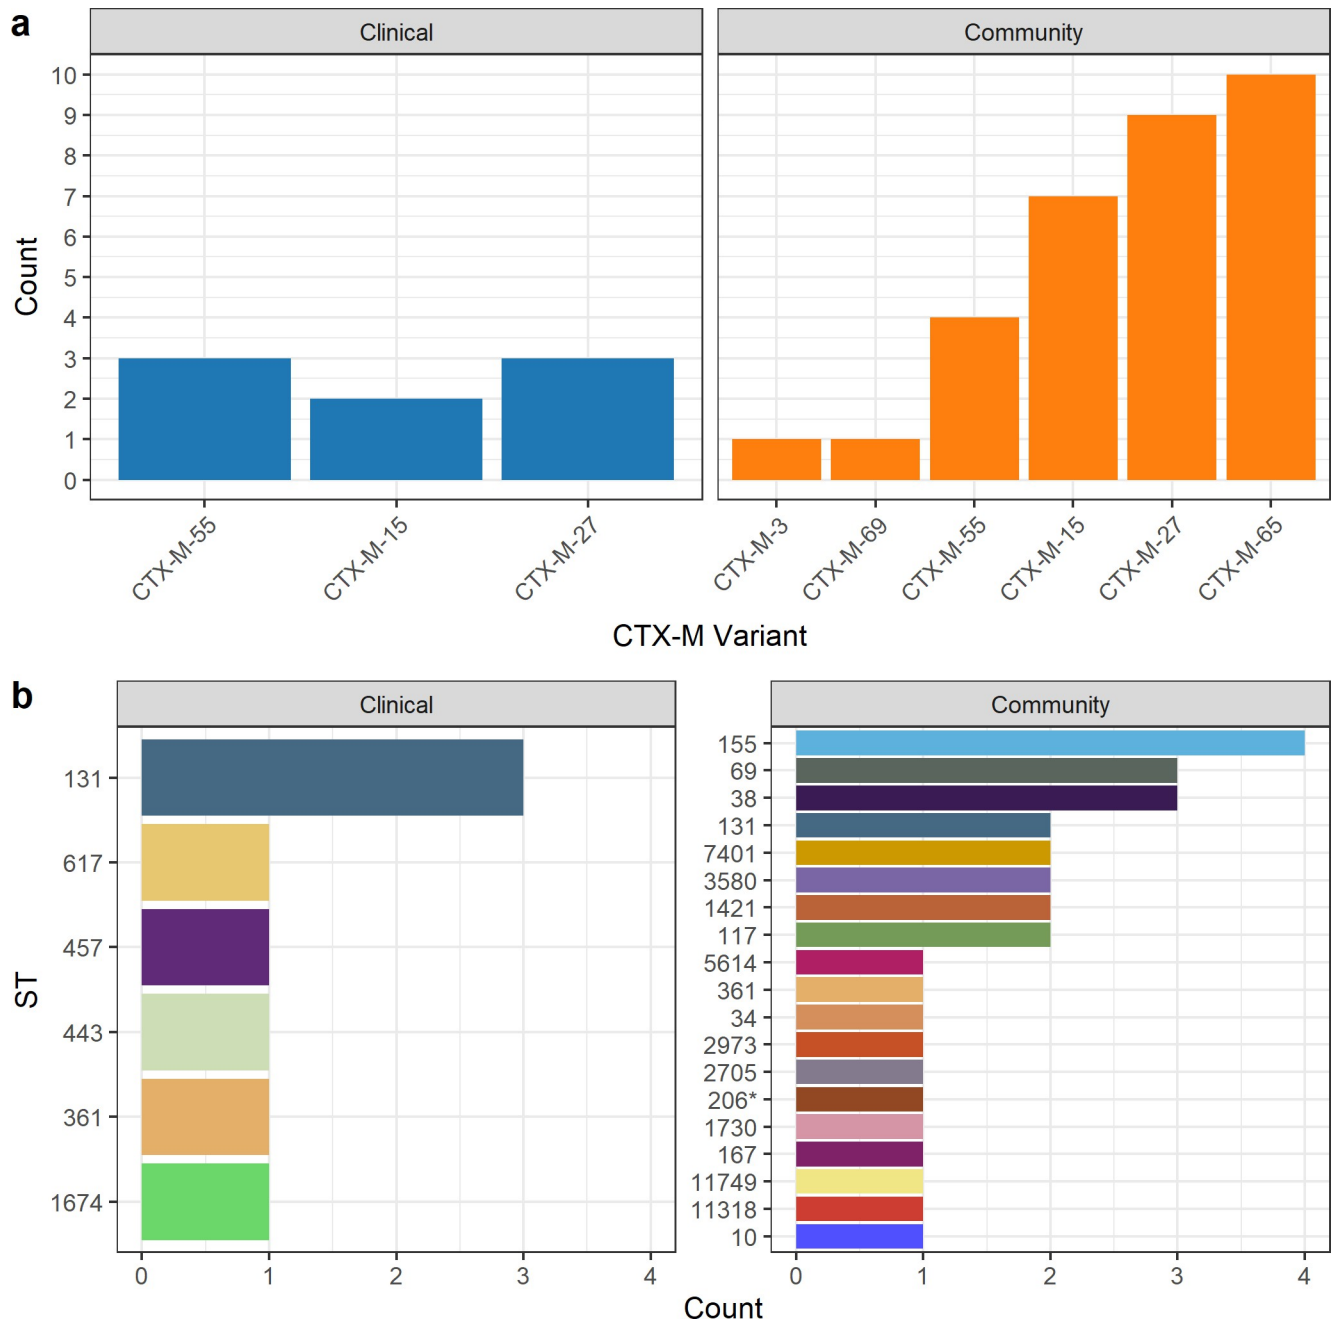 a
Clinical
Community
10
9
8
7
6
5
4
3
2
1
0
Count
CTX-M-55
CTX-M-15
CTX-M-27
CTX-M-3
CTX-M-69
CTX-M-55
CTX-M-15
CTX-M-27
CTX-M-65
CTX-M Variant
b
Clinical
Community
ST
131
617
457
443
361
1674
0 1 2 3 4
155
69
38
131
7401
3580
1421
117
5614
361
34
2973
2705
206*
1730
167
11749
11318
10
0 1 2 3 4
Count